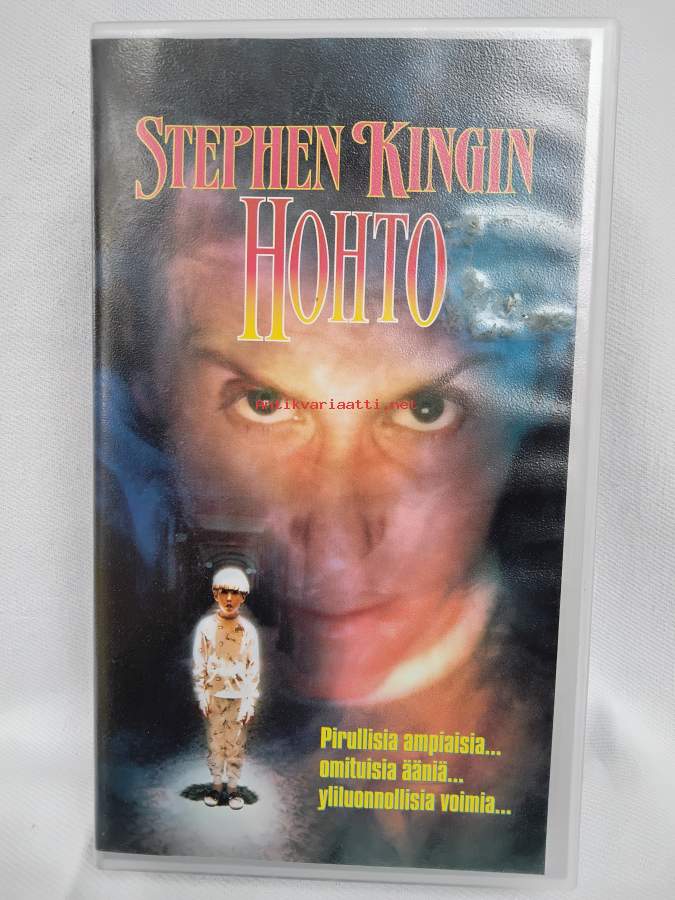 STEPHEN KINGIN
HOHTO
Antikvariaatti.net
Pirullisia ampiaisia...
omituisia ääniä...
yliluonnollisia voimia...